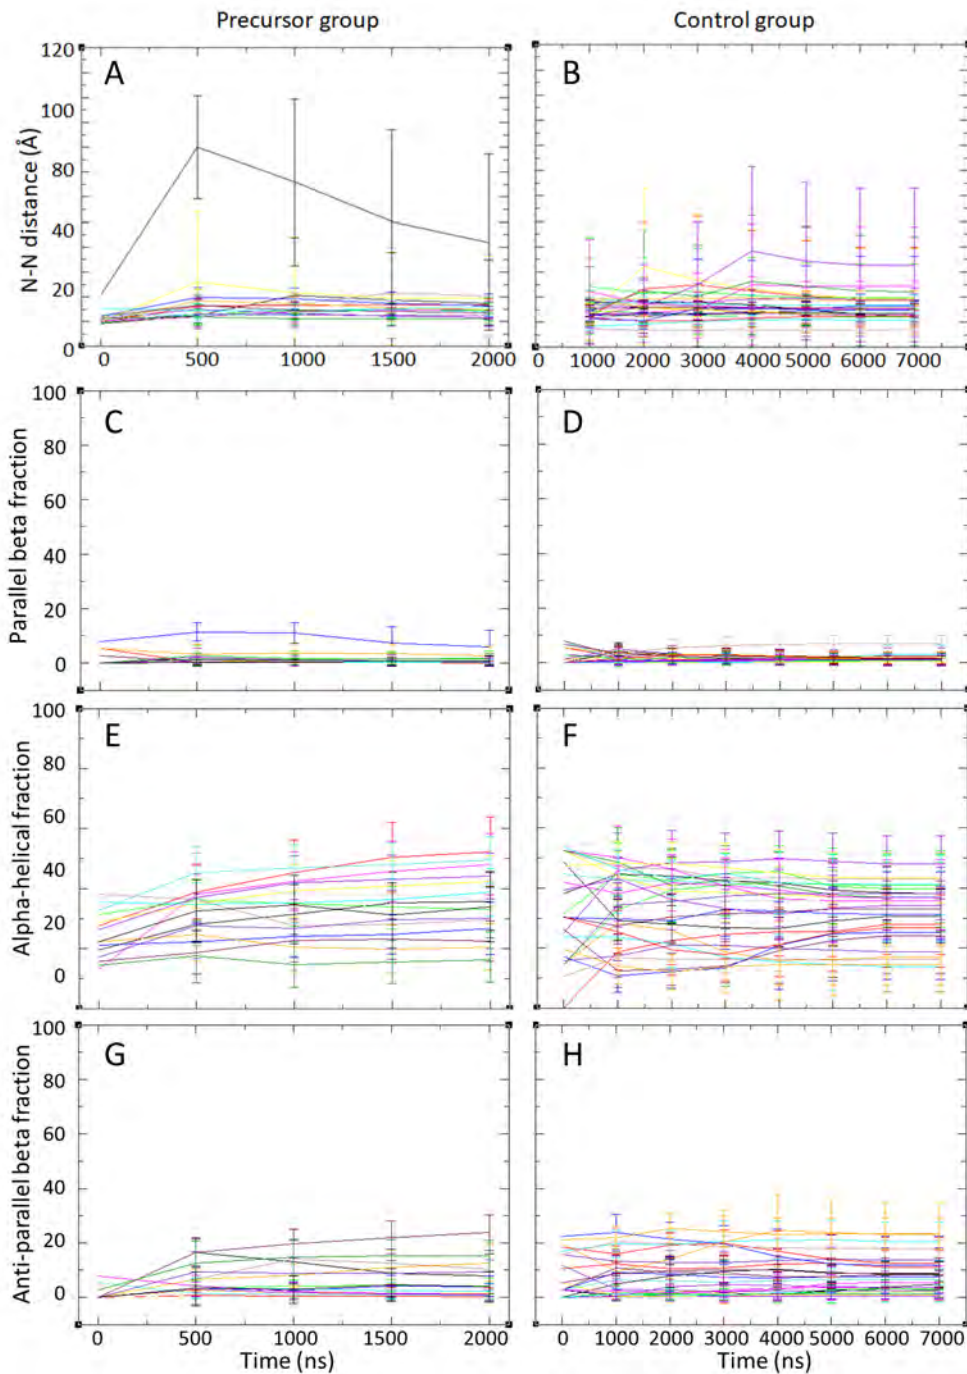 Precursor group
Control group
N-N distance (Å)
120
100
80
60
40
20
0
A
B
0 500 1000 1500 2000
0 1000 2000 3000 4000 5000 6000 7000
Parallel beta fraction
100
80
60
40
20
0
C
D
Alpha-helical fraction
100
80
60
40
20
0
E
F
Anti-parallel beta fraction
100
80
60
40
20
0
G
H
0 500 1000 1500 2000
0 1000 2000 3000 4000 5000 6000 7000
Time (ns)
Time (ns)